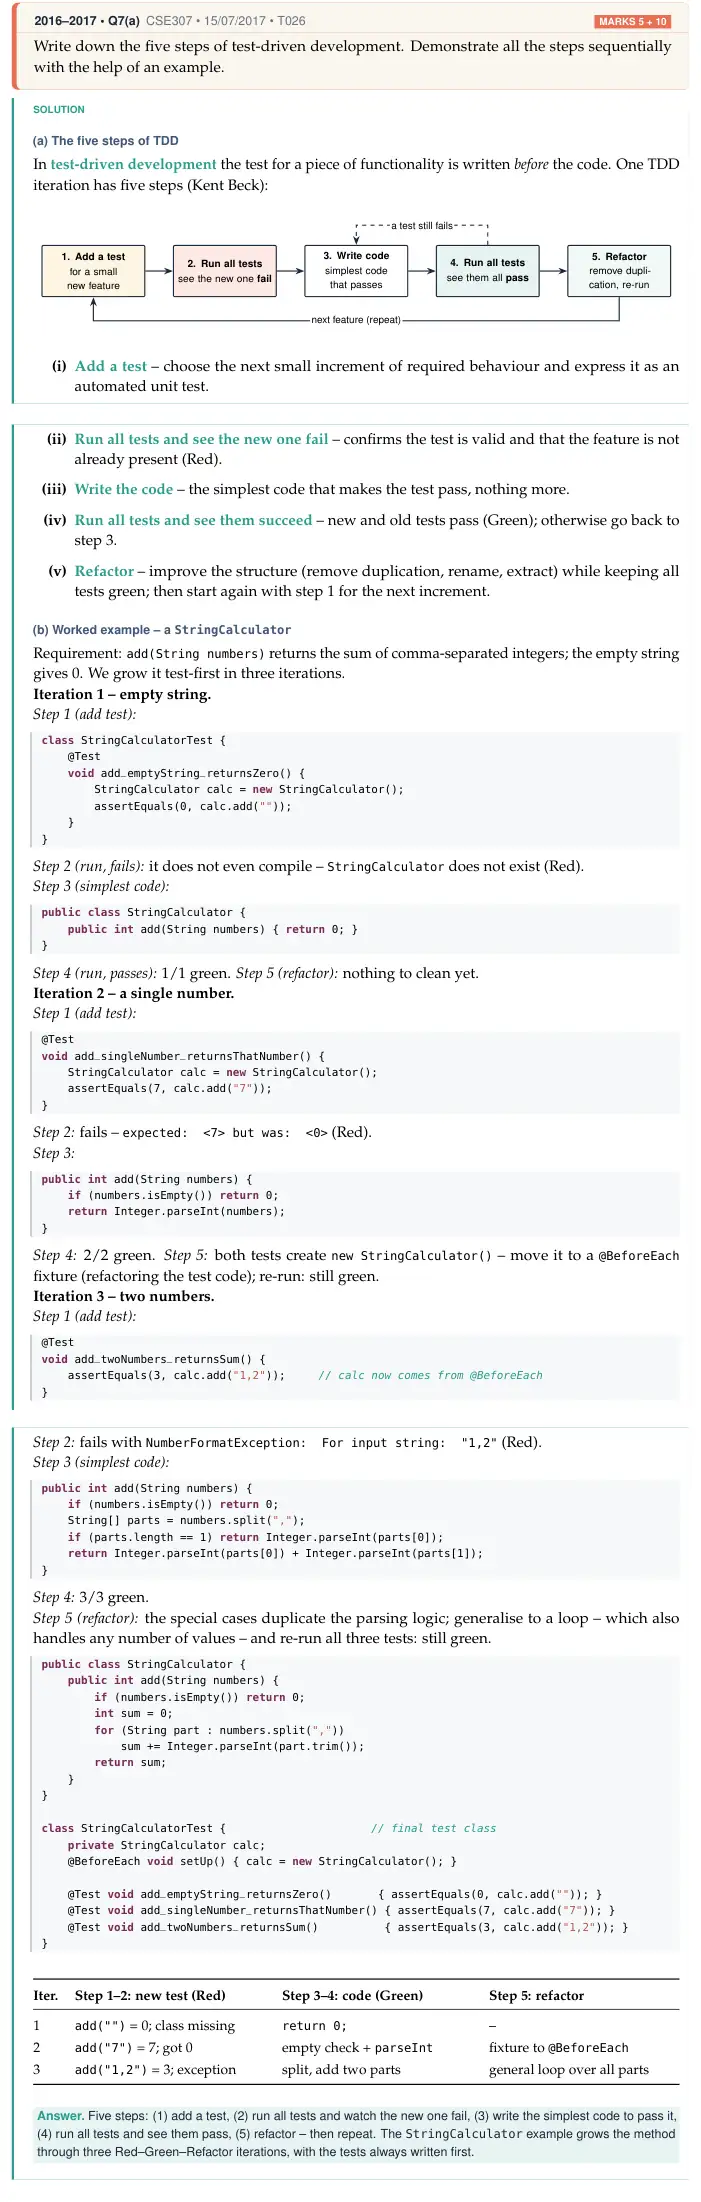 2016–2017 • Q7(a) CSE307 • 15/07/2017 • T026 MARKS 5 + 10
Write down the five steps of test-driven development. Demonstrate all the steps sequentially
with the help of an example.
SOLUTION
(a) The five steps of TDD
In test-driven development the test for a piece of functionality is written before the code. One TDD
iteration has five steps (Kent Beck):
a test still fails
1. Add a test
for a small
new feature
2. Run all tests
see the new one fail
3. Write code
simplest code
that passes
4. Run all tests
see them all pass
5. Refactor
remove dupli-
cation, re-run
next feature (repeat)
(i) Add a test – choose the next small increment of required behaviour and express it as an
automated unit test.
(ii) Run all tests and see the new one fail – confirms the test is valid and that the feature is not
already present (Red).
(iii) Write the code – the simplest code that makes the test pass, nothing more.
(iv) Run all tests and see them succeed – new and old tests pass (Green); otherwise go back to
step 3.
(v) Refactor – improve the structure (remove duplication, rename, extract) while keeping all
tests green; then start again with step 1 for the next increment.
(b) Worked example – a StringCalculator
Requirement: add(String numbers) returns the sum of comma-separated integers; the empty string
gives 0. We grow it test-first in three iterations.
Iteration 1 – empty string.
Step 1 (add test):
class StringCalculatorTest {
    @Test
    void add_emptyString_returnsZero() {
        StringCalculator calc = new StringCalculator();
        assertEquals(0, calc.add(""));
    }
}
Step 2 (run, fails): it does not even compile – StringCalculator does not exist (Red).
Step 3 (simplest code):
public class StringCalculator {
    public int add(String numbers) { return 0; }
}
Step 4 (run, passes): 1/1 green. Step 5 (refactor): nothing to clean yet.
Iteration 2 – a single number.
Step 1 (add test):
@Test
void add_singleNumber_returnsThatNumber() {
    StringCalculator calc = new StringCalculator();
    assertEquals(7, calc.add("7"));
}
Step 2: fails – expected: <7> but was: <0> (Red).
Step 3:
public int add(String numbers) {
    if (numbers.isEmpty()) return 0;
    return Integer.parseInt(numbers);
}
Step 4: 2/2 green. Step 5: both tests create new StringCalculator() – move it to a @BeforeEach
fixture (refactoring the test code); re-run: still green.
Iteration 3 – two numbers.
Step 1 (add test):
@Test
void add_twoNumbers_returnsSum() {
    assertEquals(3, calc.add("1,2"));     // calc now comes from @BeforeEach
}
Step 2: fails with NumberFormatException: For input string: "1,2" (Red).
Step 3 (simplest code):
public int add(String numbers) {
    if (numbers.isEmpty()) return 0;
    String[] parts = numbers.split(",");
    if (parts.length == 1) return Integer.parseInt(parts[0]);
    return Integer.parseInt(parts[0]) + Integer.parseInt(parts[1]);
}
Step 4: 3/3 green.
Step 5 (refactor): the special cases duplicate the parsing logic; generalise to a loop – which also
handles any number of values – and re-run all three tests: still green.
public class StringCalculator {
    public int add(String numbers) {
        if (numbers.isEmpty()) return 0;
        int sum = 0;
        for (String part : numbers.split(","))
            sum += Integer.parseInt(part.trim());
        return sum;
    }
}
class StringCalculatorTest {                      // final test class
    private StringCalculator calc;
    @BeforeEach void setUp() { calc = new StringCalculator(); }
    @Test void add_emptyString_returnsZero()       { assertEquals(0, calc.add("")); }
    @Test void add_singleNumber_returnsThatNumber() { assertEquals(7, calc.add("7")); }
    @Test void add_twoNumbers_returnsSum()          { assertEquals(3, calc.add("1,2")); }
}
Iter. Step 1–2: new test (Red) Step 3–4: code (Green) Step 5: refactor
1 add("") = 0; class missing return 0; –
2 add("7") = 7; got 0 empty check + parseInt fixture to @BeforeEach
3 add("1,2") = 3; exception split, add two parts general loop over all parts
Answer. Five steps: (1) add a test, (2) run all tests and watch the new one fail, (3) write the simplest code to pass it,
(4) run all tests and see them pass, (5) refactor – then repeat. The StringCalculator example grows the method
through three Red–Green–Refactor iterations, with the tests always written first.